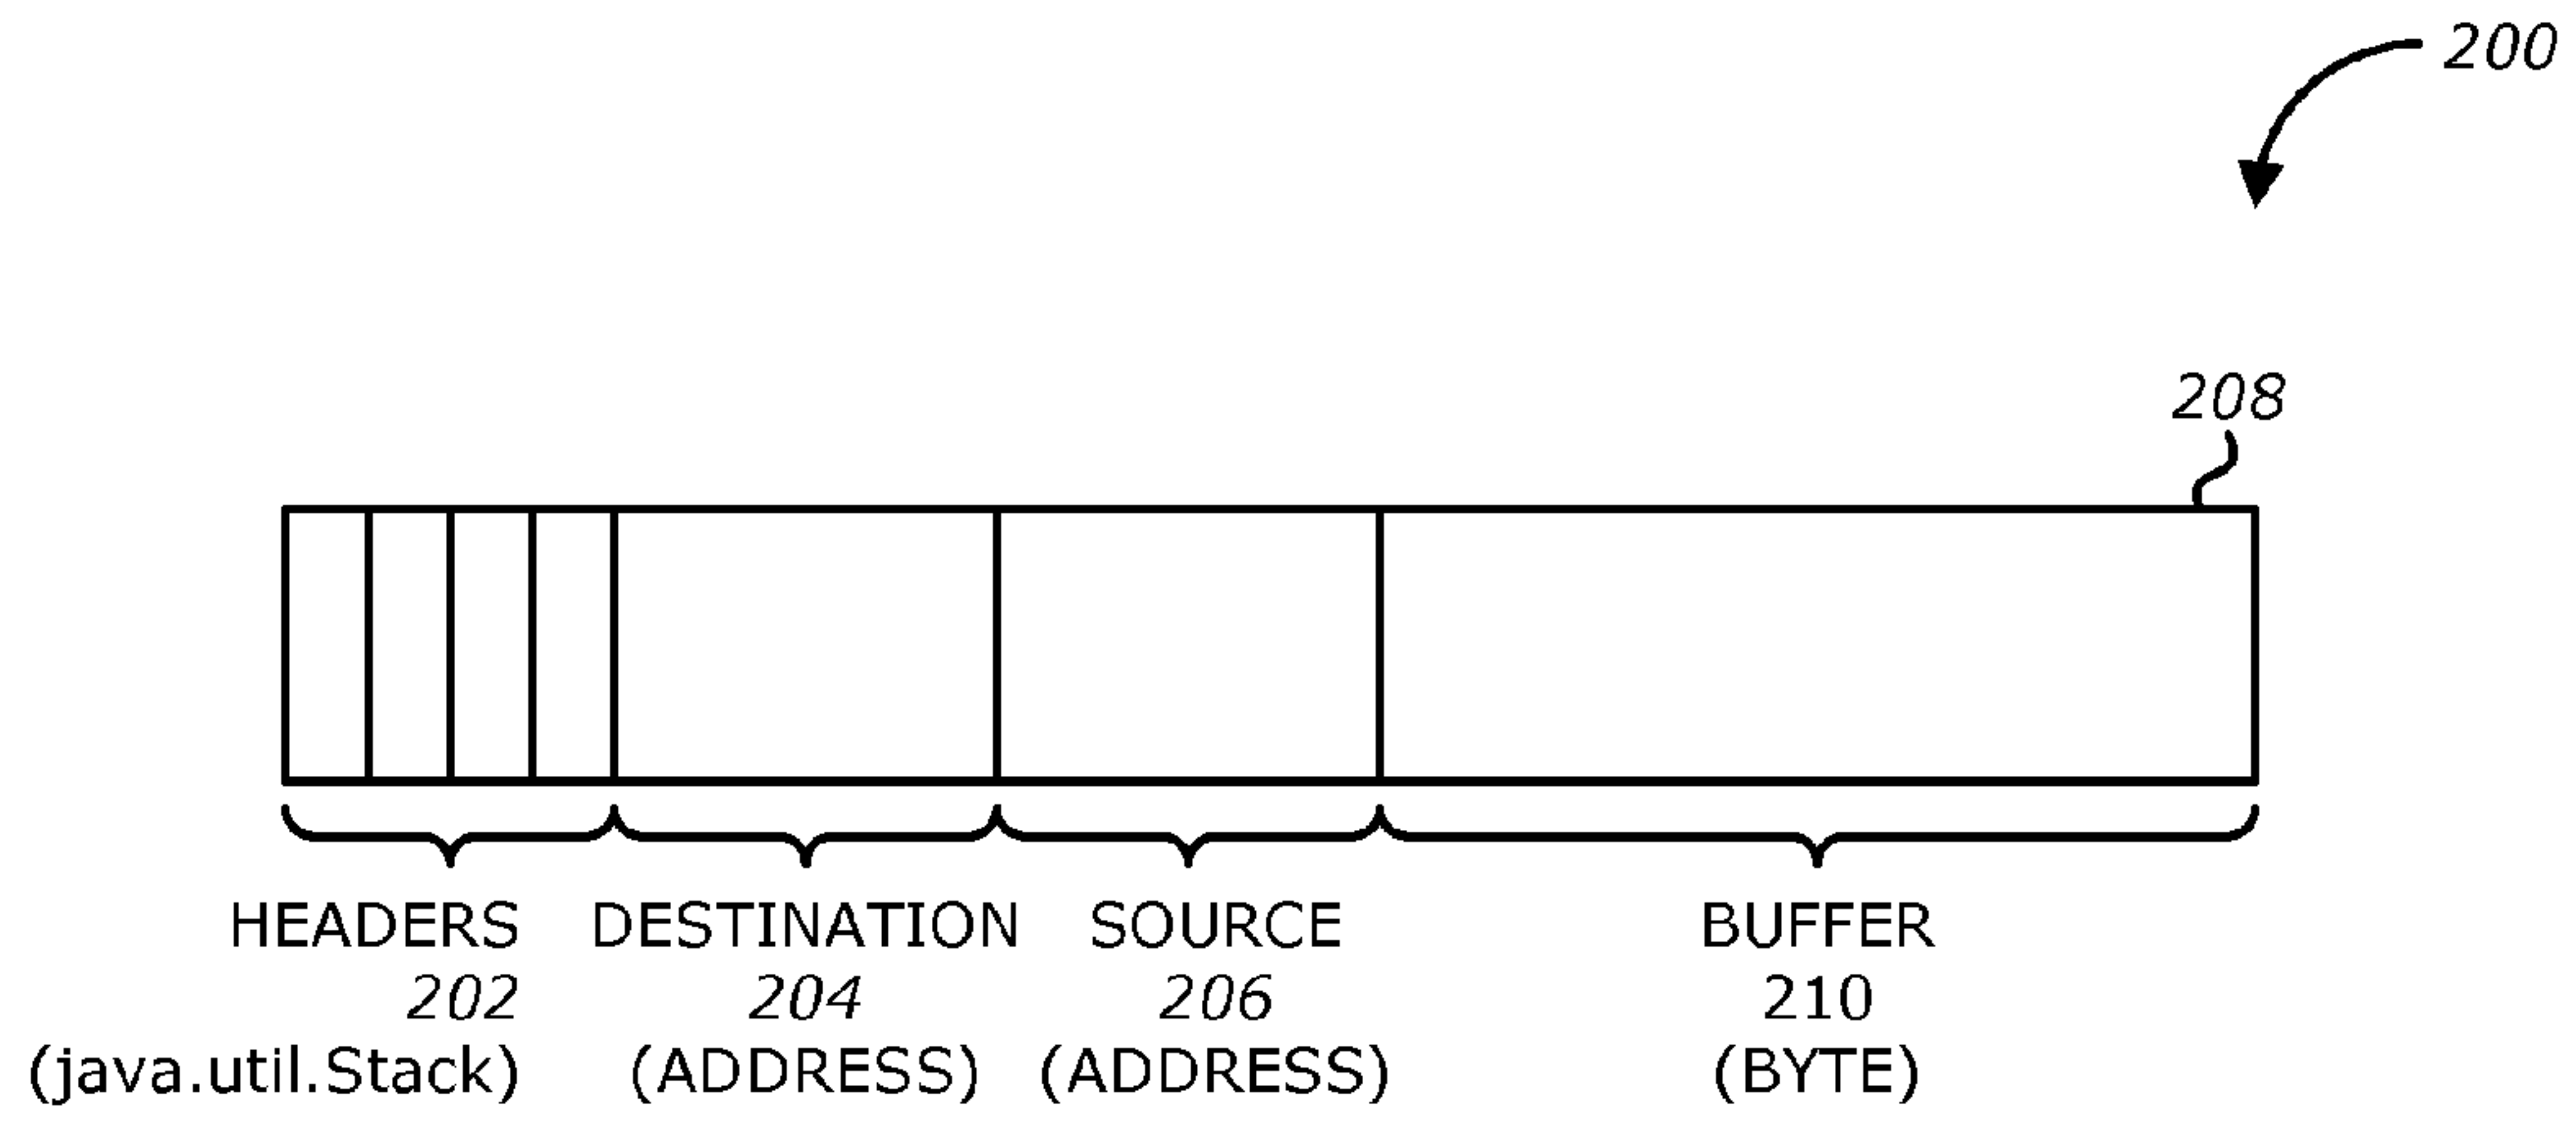 200
208
HEADERS DESTINATION SOURCE BUFFER
202 204 206 210
(java.util.Stack) (ADDRESS) (ADDRESS) (BYTE)